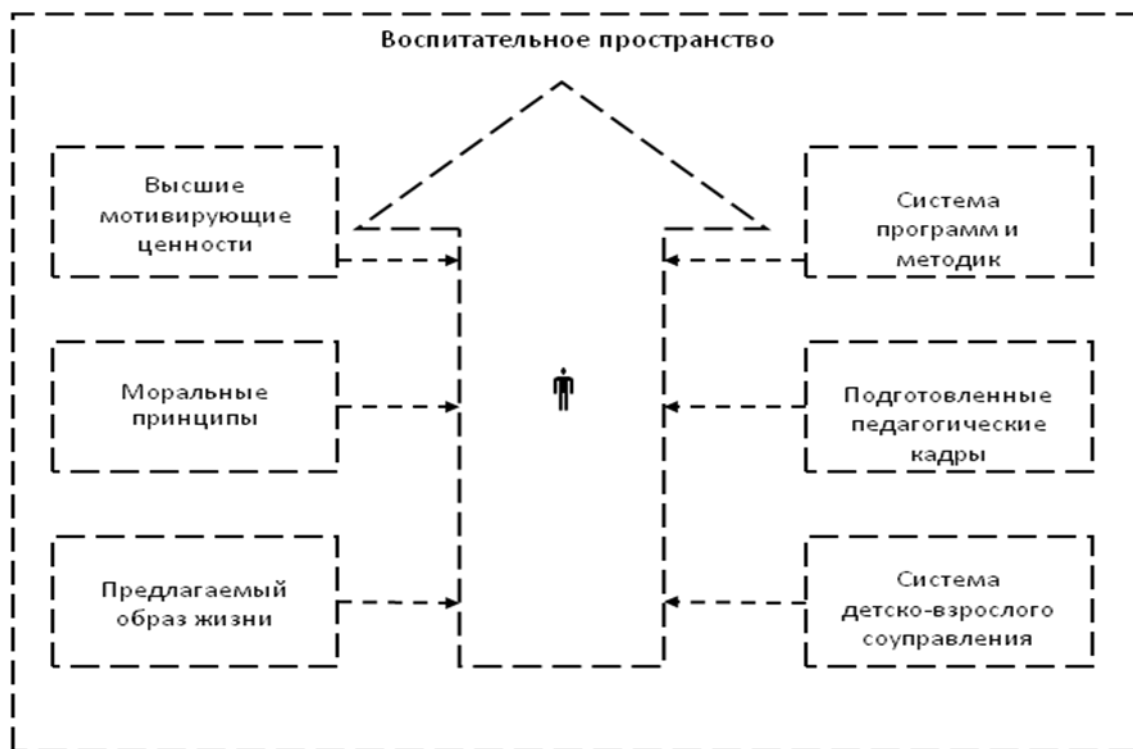 Воспитательное пространство
Высшие
мотивирующие
ценности
Моральные
принципы
Предлагаемый
образ жизни
Система
программ и
методик
Подготовленные
педагогические
кадры
Система
детско-взрослого
соуправления